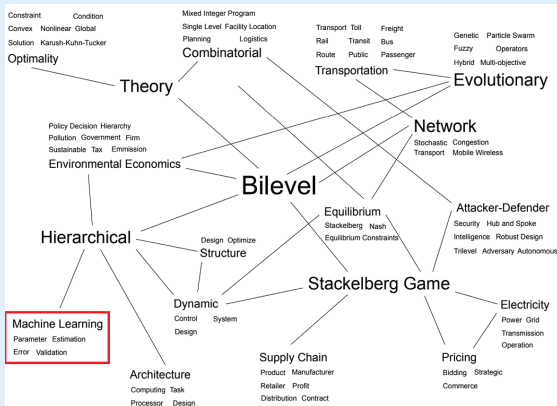 Constraint Condition
Convex Nonlinear Global
Solution Karush-Kuhn-Tucker
Optimality
Theory
Mixed Integer Program
Single Level Facility Location
Planning Logistics
Combinatorial
Transport Toll Freight
Rail Transit Bus
Route Public Passenger
Transportation
Genetic Particle Swarm
Fuzzy Operators
Hybrid Multi-objective
Evolutionary
Network
Stochastic Congestion
Transport Mobile Wireless
Policy Decision Hierarchy
Pollution Government Firm
Sustainable Tax Emmission
Environmental Economics
Bilevel
Equilibrium
Stackelberg Nash
Equilibrium Constraints
Attacker-Defender
Security Hub and Spoke
Intelligence Robust Design
Trilevel Adversary Autonomous
Hierarchical
Design Optimize
Structure
Stackelberg Game
Dynamic
Control System
Design
Electricity
Power Grid
Transmission
Operation
Machine Learning
Parameter Estimation
Error Validation
Architecture
Computing Task
Processor Design
Supply Chain
Product Manufacturer
Retailer Profit
Distribution Contract
Pricing
Bidding Strategic
Commerce